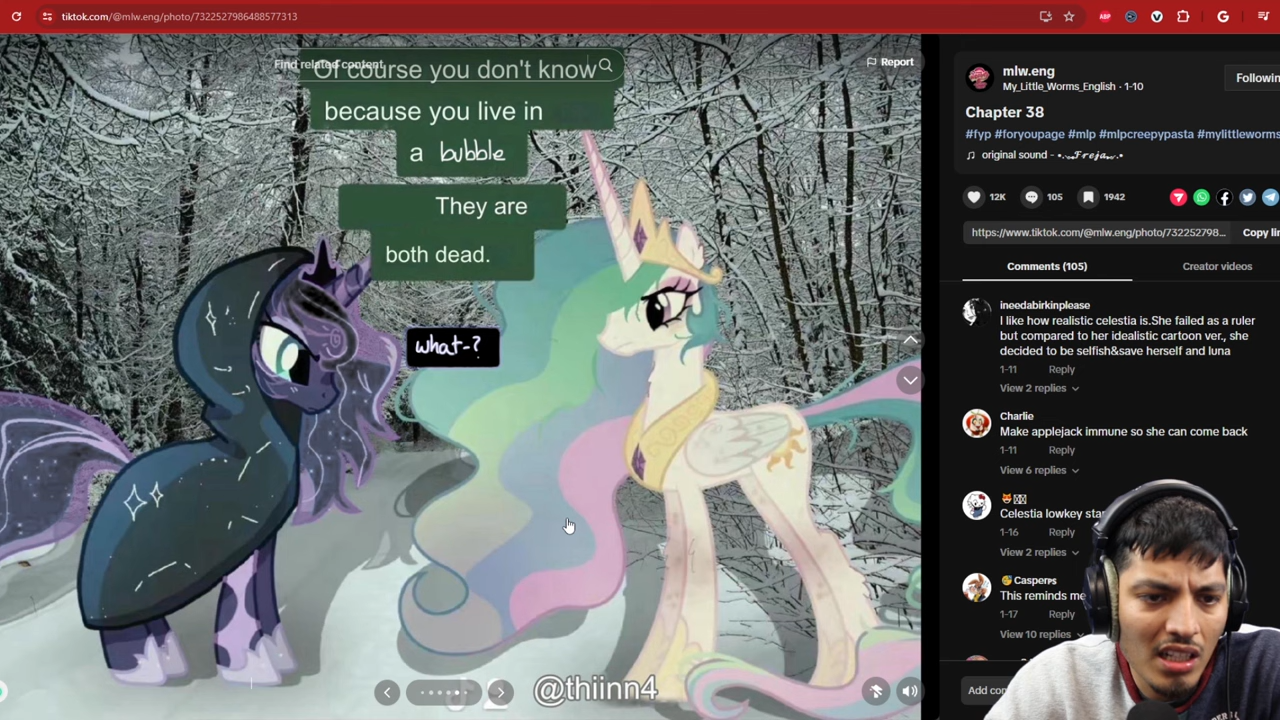 tiktok.com/@mlw.eng/photo/7322527986488577313
ABP
Find related content
Report
Of course you don't know
because you live in
a bubble
They are
both dead.
what-?
@thiinn4
mlw.eng
My_Little_Worms_English · 1-10
Following
Chapter 38
#fyp #foryoupage #mlp #mlpcreepypasta #mylittleworms
♫ original sound - •.¸ₒ𝓕𝓻𝓮𝓳𝓪ₒ¸.•
12K
105
1942
https://www.tiktok.com/@mlw.eng/photo/732252798...
Copy lin
Comments (105)
Creator videos
ineedabirkinplease
I like how realistic celestia is.She failed as a ruler
but compared to her idealistic cartoon ver., she
decided to be selfish&save herself and luna
1-11 Reply
View 2 replies
Charlie
Make applejack immune so she can come back
1-11 Reply
View 6 replies
Celestia lowkey sta
1-16 Reply
View 2 replies
Casperrs
This reminds me
1-17 Reply
View 10 replies
Add com